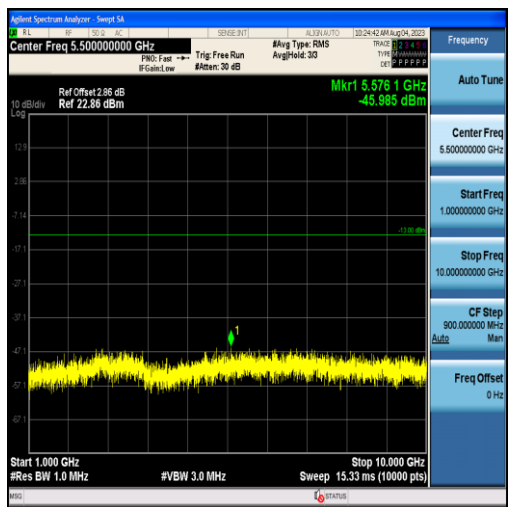 Agilent Spectrum Analyzer - Swept SA
RL RF 50 Ω AC SENSE:INT ALIGN AUTO 10:24:42 AM Aug 04, 2023
Center Freq 5.500000000 GHz
PNO: Fast
IFGain:Low
Trig: Free Run
#Atten: 30 dB
#Avg Type: RMS
Avg|Hold: 3/3
TRACE 1 2 3 4 5 6
TYPE
DET P P P P P P
Ref Offset 2.86 dB
10 dB/div Ref 22.86 dBm
Log
Mkr1 5.576 1 GHz
-45.985 dBm
12.9
2.86
-7.14
-13.00 dBm
-17.1
-27.1
-37.1
1
-47.1
-57.1
-67.1
Start 1.000 GHz
Stop 10.000 GHz
#Res BW 1.0 MHz
#VBW 3.0 MHz
Sweep 15.33 ms (10000 pts)
MSG
STATUS
Frequency
Auto Tune
Center Freq
5.500000000 GHz
Start Freq
1.000000000 GHz
Stop Freq
10.000000000 GHz
CF Step
900.000000 MHz
Auto Man
Freq Offset
0 Hz